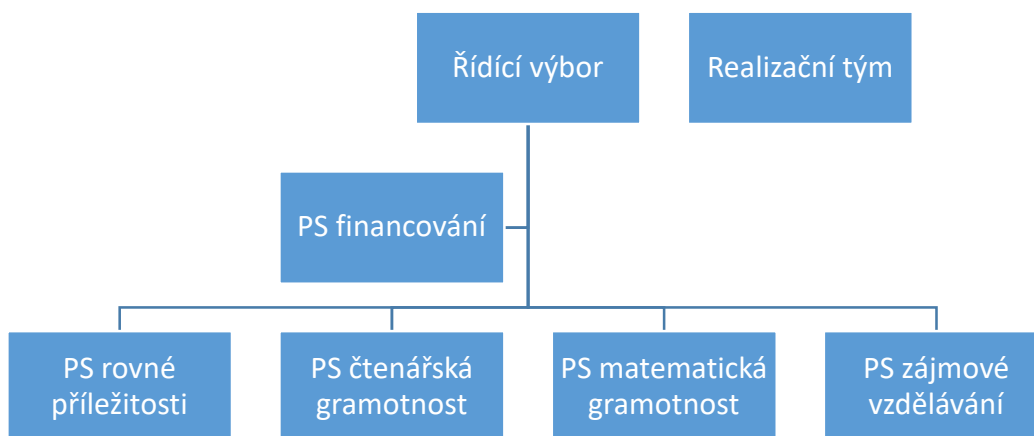 Řídící výbor
Realizační tým
PS financování
PS rovné
příležitosti
PS čtenářská
gramotnost
PS matematická
gramotnost
PS zájmové
vzdělávání